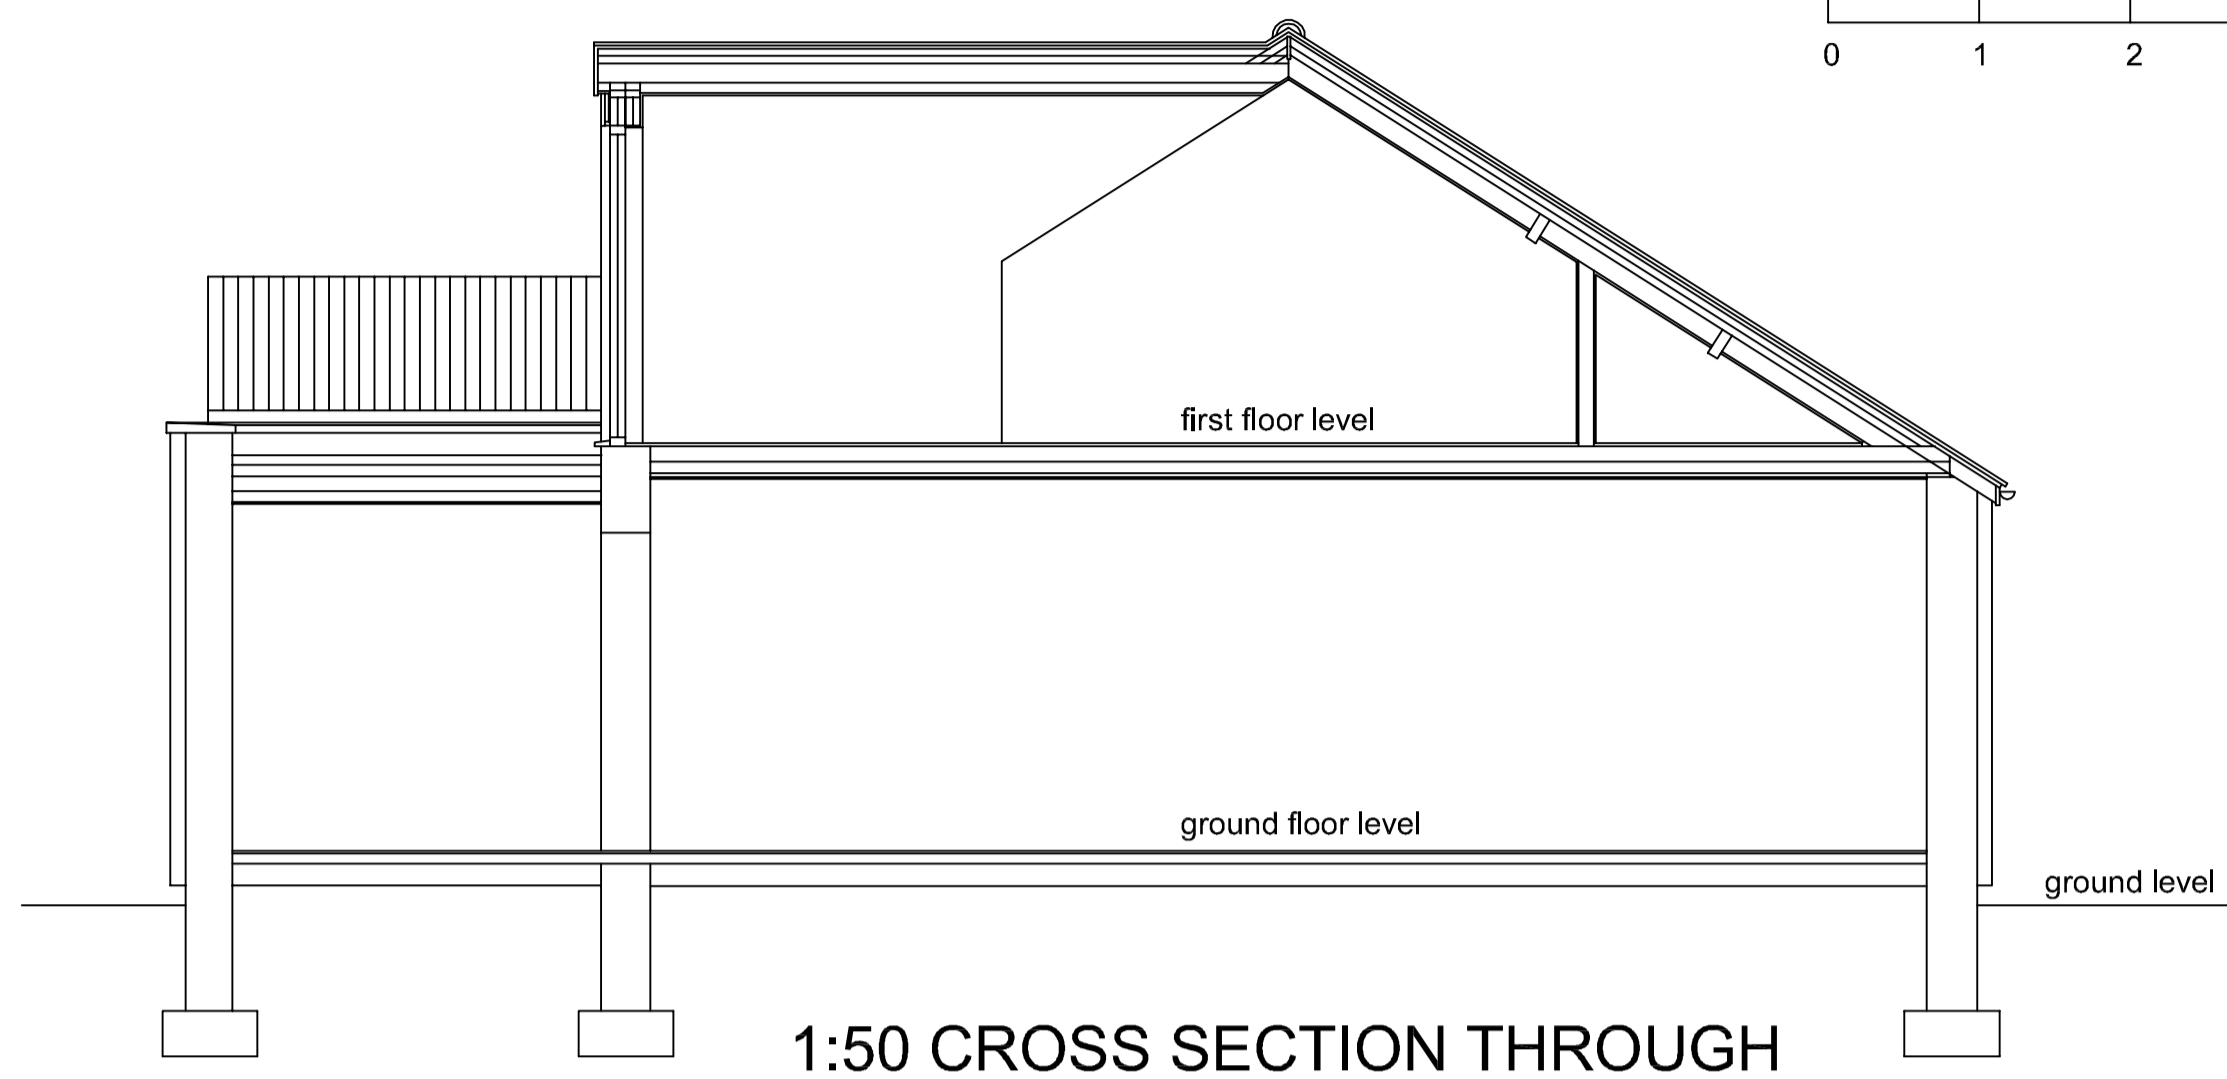 0 1 2
first floor level
ground floor level
ground level
1:50 CROSS SECTION THROUGH